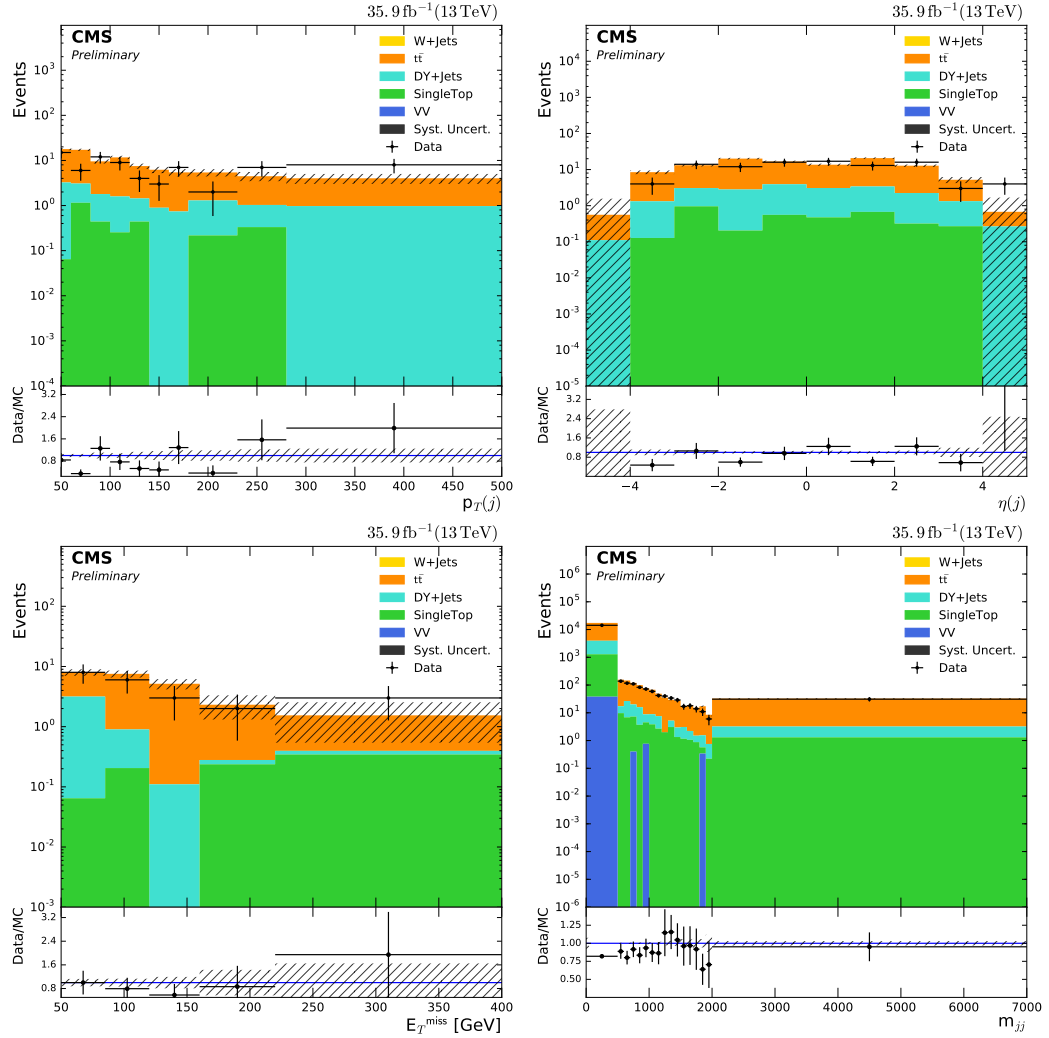 35.9 fb⁻¹(13 TeV)
CMS
Preliminary
W+Jets
tt̄
DY+Jets
SingleTop
VV
Syst. Uncert.
Data
Events
10³
10²
10¹
10⁰
10⁻¹
10⁻²
10⁻³
10⁻⁴
Data/MC
3.2
2.4
1.6
0.8
50 100 150 200 250 300 350 400 450 500
p_T(j)
35.9 fb⁻¹(13 TeV)
CMS
Preliminary
W+Jets
tt̄
DY+Jets
SingleTop
VV
Syst. Uncert.
Data
Events
10⁴
10³
10²
10¹
10⁰
10⁻¹
10⁻²
10⁻³
10⁻⁴
10⁻⁵
Data/MC
3.2
2.4
1.6
0.8
−4 −2 0 2 4
η(j)
35.9 fb⁻¹(13 TeV)
CMS
Preliminary
W+Jets
tt̄
DY+Jets
SingleTop
VV
Syst. Uncert.
Data
Events
10²
10¹
10⁰
10⁻¹
10⁻²
10⁻³
Data/MC
3.2
2.4
1.6
0.8
100 150 200 250 300 350 400
E_T^miss [GeV]
35.9 fb⁻¹(13 TeV)
CMS
Preliminary
W+Jets
tt̄
DY+Jets
SingleTop
VV
Syst. Uncert.
Data
Events
10⁶
10⁵
10⁴
10³
10²
10¹
10⁰
10⁻¹
10⁻²
10⁻³
10⁻⁴
10⁻⁵
10⁻⁶
Data/MC
1.25
1.00
0.75
0.50
0 1000 2000 3000 4000 5000 6000 7000
m_jj